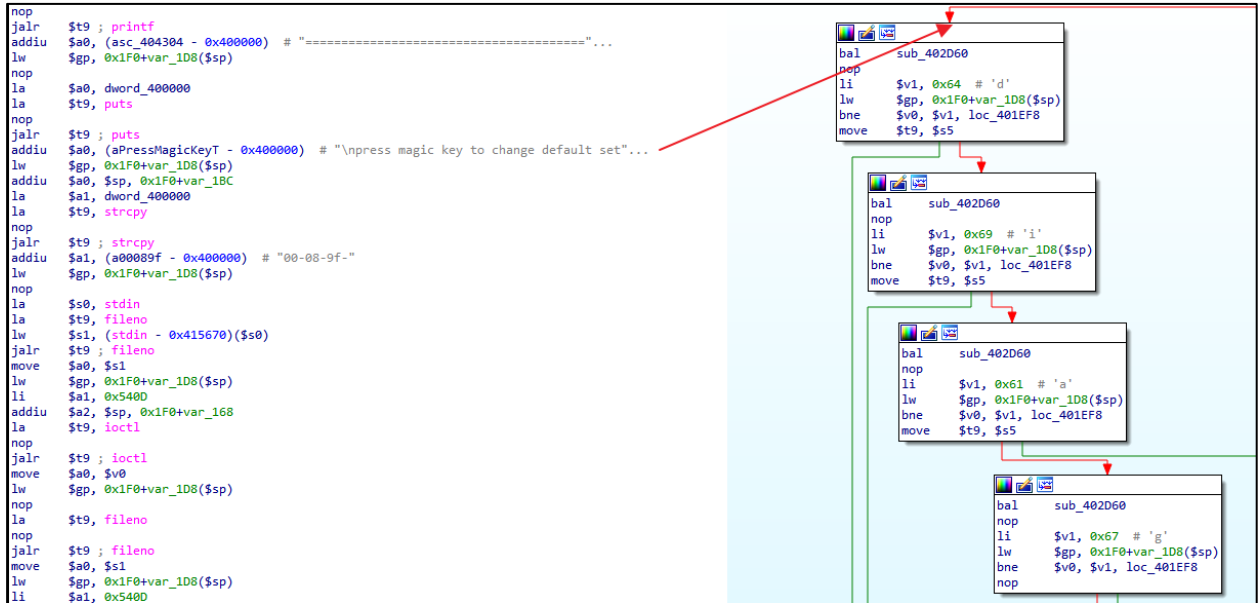 nop
jalr $t9 ; printf
addiu $a0, (asc_404304 - 0x400000) # "======================================="...
lw $gp, 0x1F0+var_1D8($sp)
nop
la $a0, dword_400000
la $t9, puts
nop
jalr $t9 ; puts
addiu $a0, (aPressMagicKeyT - 0x400000) # "\npress magic key to change default set"...
lw $gp, 0x1F0+var_1D8($sp)
addiu $a0, $sp, 0x1F0+var_1BC
la $a1, dword_400000
la $t9, strcpy
nop
jalr $t9 ; strcpy
addiu $a1, (a00089f - 0x400000) # "00-08-9f-"
lw $gp, 0x1F0+var_1D8($sp)
nop
la $s0, stdin
la $t9, fileno
lw $s1, (stdin - 0x415670)($s0)
jalr $t9 ; fileno
move $a0, $s1
lw $gp, 0x1F0+var_1D8($sp)
li $a1, 0x540D
addiu $a2, $sp, 0x1F0+var_168
la $t9, ioctl
nop
jalr $t9 ; ioctl
move $a0, $v0
lw $gp, 0x1F0+var_1D8($sp)
nop
la $t9, fileno
nop
jalr $t9 ; fileno
move $a0, $s1
lw $gp, 0x1F0+var_1D8($sp)
li $a1, 0x540D
bal sub_402D60
nop
li $v1, 0x64 # 'd'
lw $gp, 0x1F0+var_1D8($sp)
bne $v0, $v1, loc_401EF8
move $t9, $s5
bal sub_402D60
nop
li $v1, 0x69 # 'i'
lw $gp, 0x1F0+var_1D8($sp)
bne $v0, $v1, loc_401EF8
move $t9, $s5
bal sub_402D60
nop
li $v1, 0x61 # 'a'
lw $gp, 0x1F0+var_1D8($sp)
bne $v0, $v1, loc_401EF8
move $t9, $s5
bal sub_402D60
nop
li $v1, 0x67 # 'g'
lw $gp, 0x1F0+var_1D8($sp)
bne $v0, $v1, loc_401EF8
nop